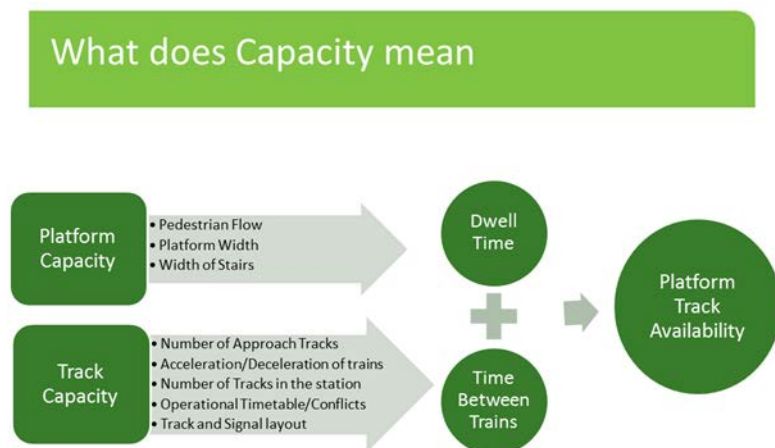 What does Capacity mean
Platform
Capacity
• Pedestrian Flow
• Platform Width
• Width of Stairs
Dwell
Time
Track
Capacity
• Number of Approach Tracks
• Acceleration/Deceleration of trains
• Number of Tracks in the station
• Operational Timetable/Conflicts
• Track and Signal layout
Time
Between
Trains
Platform
Track
Availability